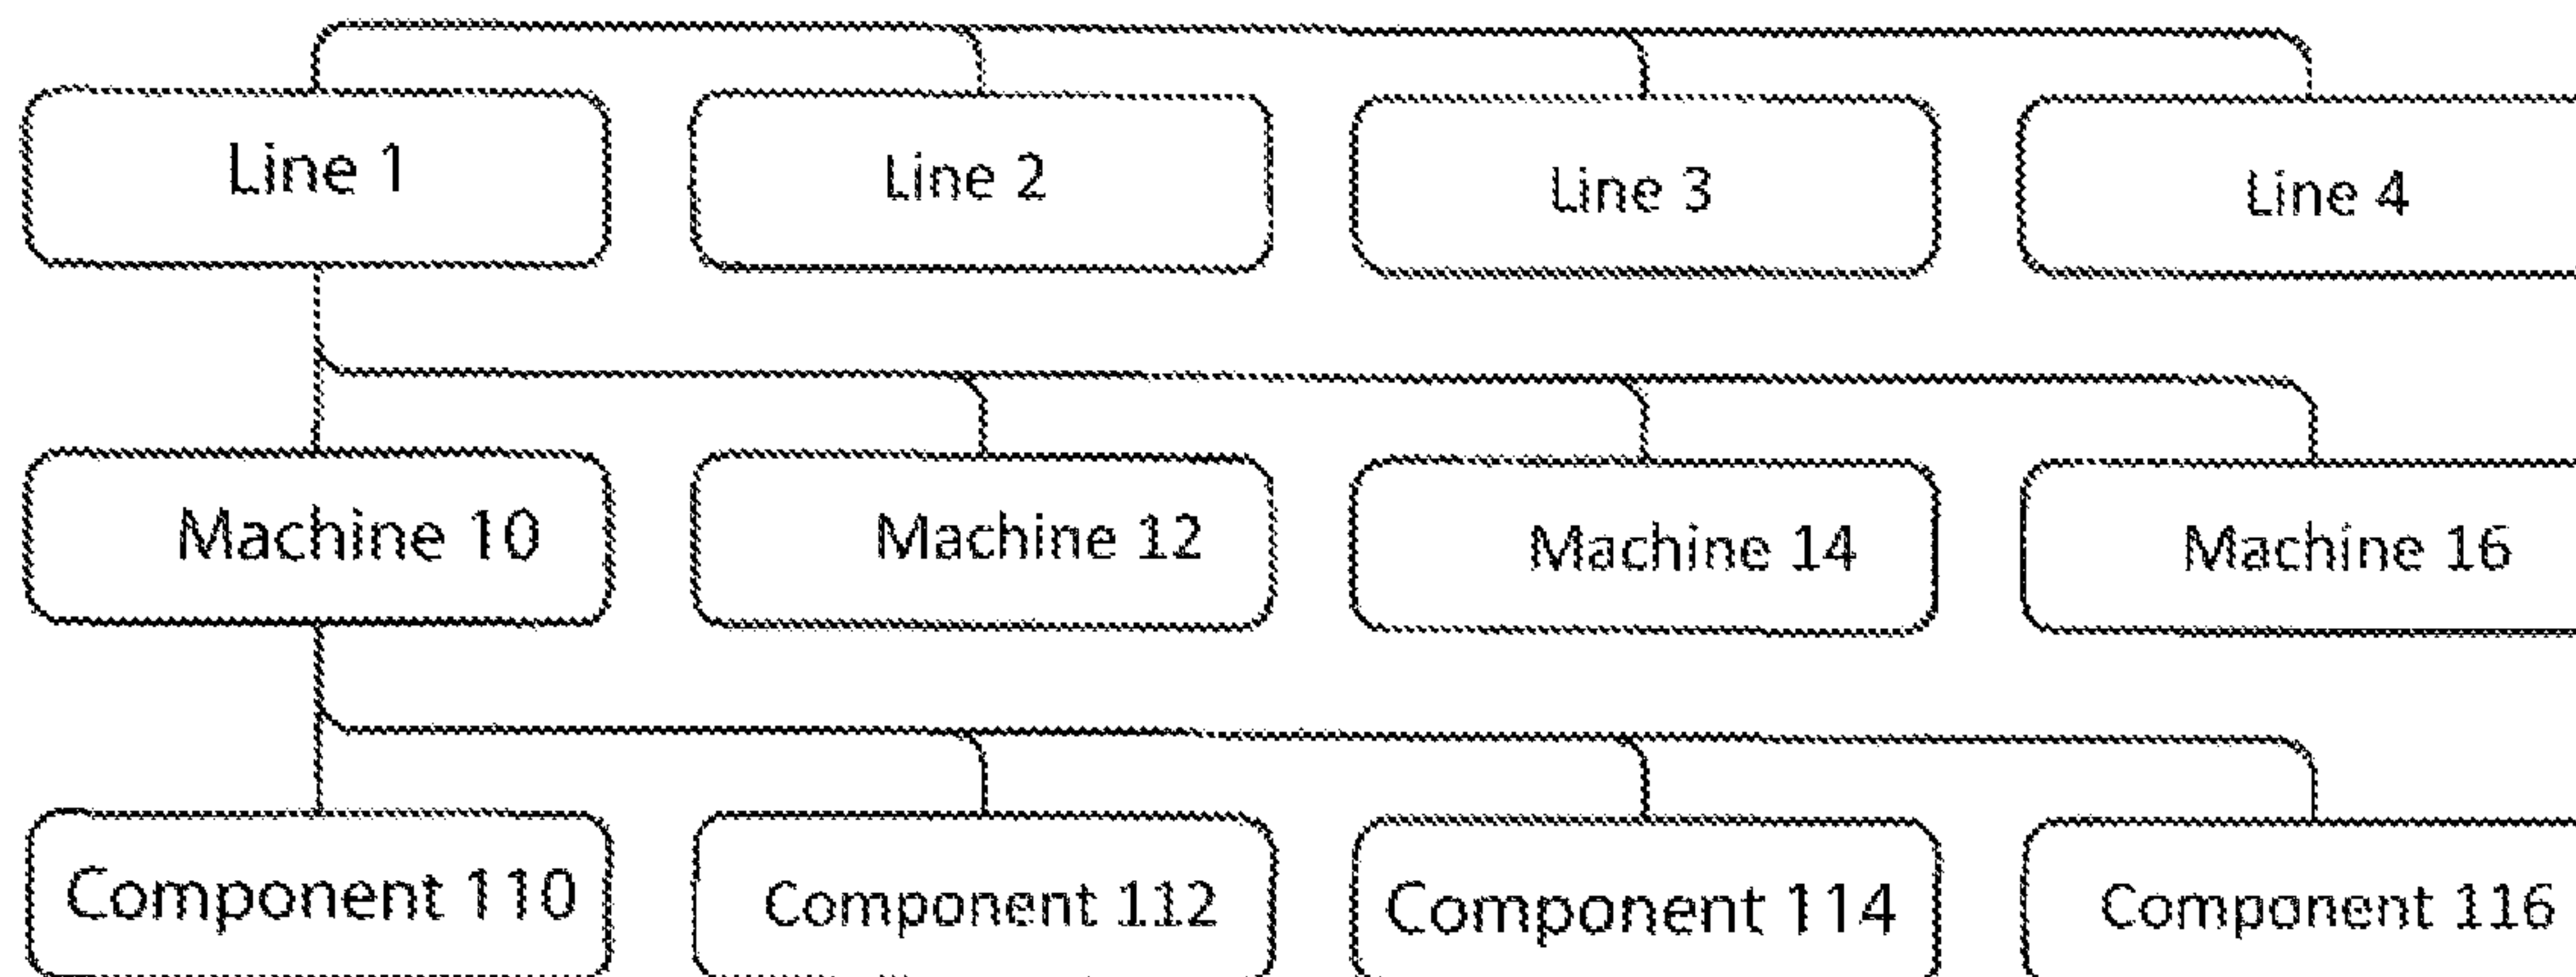 Line 1
Line 2
Line 3
Line 4
Machine 10
Machine 12
Machine 14
Machine 16
Component 110
Component 112
Component 114
Component 116